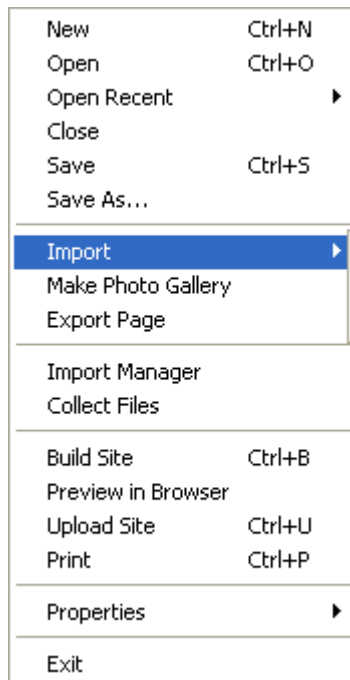 New Ctrl+N
Open Ctrl+O
Open Recent
Close
Save Ctrl+S
Save As...
Import
Make Photo Gallery
Export Page
Import Manager
Collect Files
Build Site Ctrl+B
Preview in Browser
Upload Site Ctrl+U
Print Ctrl+P
Properties
Exit